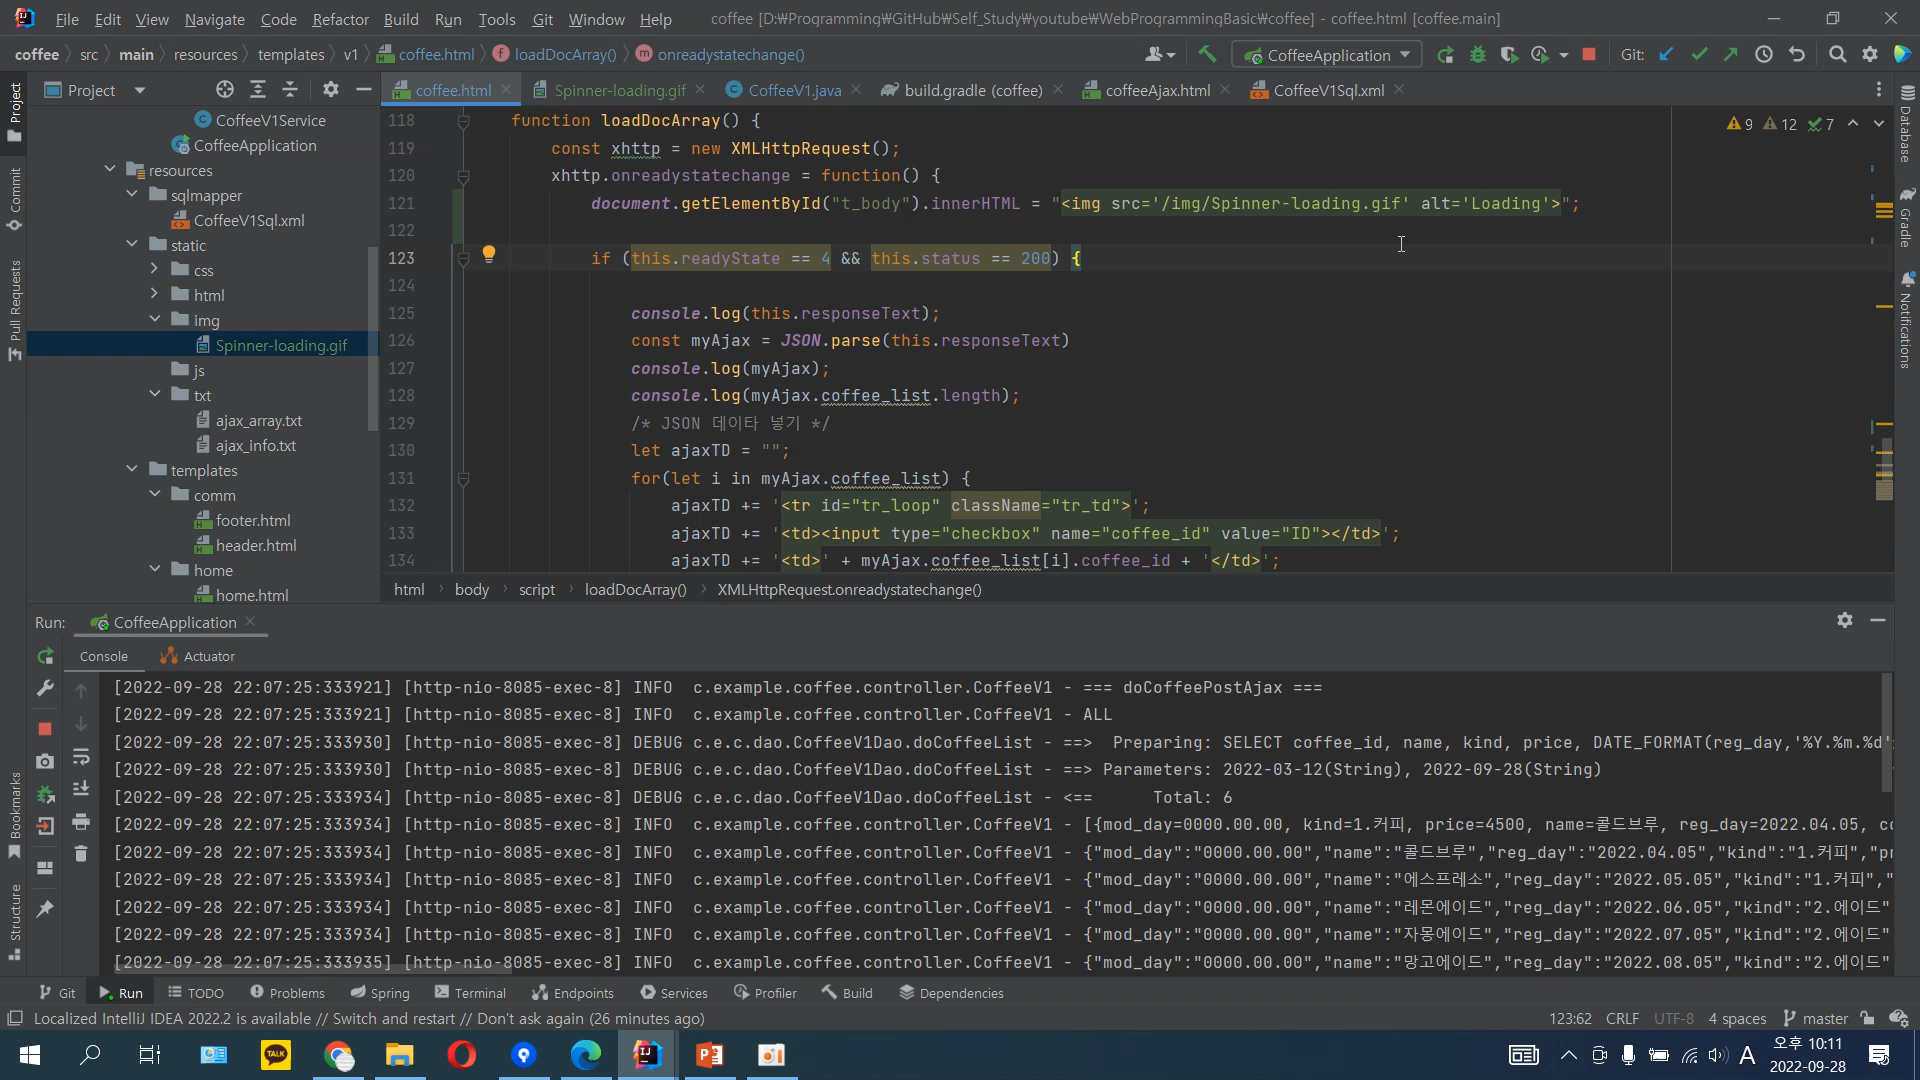 File Edit View Navigate Code Refactor Build Run Tools Git Window Help coffee [D:₩Programming₩GitHub₩Self_Study₩youtube₩WebProgrammingBasic₩coffee] - coffee.html [coffee.main]
coffee src main resources templates v1 coffee.html loadDocArray() onreadystatechange() CoffeeApplication Git:
Project coffee.html Spinner-loading.gif CoffeeV1.java build.gradle (coffee) coffeeAjax.html CoffeeV1Sql.xml
Project
Commit
Pull Requests
Bookmarks
Structure
CoffeeV1Service
CoffeeApplication
resources
sqlmapper
CoffeeV1Sql.xml
static
css
html
img
Spinner-loading.gif
js
txt
ajax_array.txt
ajax_info.txt
templates
comm
footer.html
header.html
home
home.html
9 12 7
118 function loadDocArray() {
119 const xhttp = new XMLHttpRequest();
120 xhttp.onreadystatechange = function() {
121 document.getElementById("t_body").innerHTML = "<img src='/img/Spinner-loading.gif' alt='Loading'>";
122
123 if (this.readyState == 4 && this.status == 200) {
124
125 console.log(this.responseText);
126 const myAjax = JSON.parse(this.responseText)
127 console.log(myAjax);
128 console.log(myAjax.coffee_list.length);
129 /* JSON 데이타 넣기 */
130 let ajaxTD = "";
131 for(let i in myAjax.coffee_list) {
132 ajaxTD += '<tr id="tr_loop" className="tr_td">';
133 ajaxTD += '<td><input type="checkbox" name="coffee_id" value="ID"></td>';
134 ajaxTD += '<td>' + myAjax.coffee_list[i].coffee_id + '</td>';
html body script loadDocArray() XMLHttpRequest.onreadystatechange()
Database
Gradle
Notifications
Run: CoffeeApplication
Console Actuator
[2022-09-28 22:07:25:333921] [http-nio-8085-exec-8] INFO c.example.coffee.controller.CoffeeV1 - === doCoffeePostAjax ===
[2022-09-28 22:07:25:333921] [http-nio-8085-exec-8] INFO c.example.coffee.controller.CoffeeV1 - ALL
[2022-09-28 22:07:25:333930] [http-nio-8085-exec-8] DEBUG c.e.c.dao.CoffeeV1Dao.doCoffeeList - ==> Preparing: SELECT coffee_id, name, kind, price, DATE_FORMAT(reg_day,'%Y.%m.%d'
[2022-09-28 22:07:25:333930] [http-nio-8085-exec-8] DEBUG c.e.c.dao.CoffeeV1Dao.doCoffeeList - ==> Parameters: 2022-03-12(String), 2022-09-28(String)
[2022-09-28 22:07:25:333934] [http-nio-8085-exec-8] DEBUG c.e.c.dao.CoffeeV1Dao.doCoffeeList - <== Total: 6
[2022-09-28 22:07:25:333934] [http-nio-8085-exec-8] INFO c.example.coffee.controller.CoffeeV1 - [{mod_day=0000.00.00, kind=1.커피, price=4500, name=콜드브루, reg_day=2022.04.05, co
[2022-09-28 22:07:25:333934] [http-nio-8085-exec-8] INFO c.example.coffee.controller.CoffeeV1 - {"mod_day":"0000.00.00","name":"콜드브루","reg_day":"2022.04.05","kind":"1.커피","pr
[2022-09-28 22:07:25:333934] [http-nio-8085-exec-8] INFO c.example.coffee.controller.CoffeeV1 - {"mod_day":"0000.00.00","name":"에스프레소","reg_day":"2022.05.05","kind":"1.커피","
[2022-09-28 22:07:25:333934] [http-nio-8085-exec-8] INFO c.example.coffee.controller.CoffeeV1 - {"mod_day":"0000.00.00","name":"레몬에이드","reg_day":"2022.06.05","kind":"2.에이드"
[2022-09-28 22:07:25:333934] [http-nio-8085-exec-8] INFO c.example.coffee.controller.CoffeeV1 - {"mod_day":"0000.00.00","name":"자몽에이드","reg_day":"2022.07.05","kind":"2.에이드"
[2022-09-28 22:07:25:333935] [http-nio-8085-exec-8] INFO c.example.coffee.controller.CoffeeV1 - {"mod_day":"0000.00.00","name":"망고에이드","reg_day":"2022.08.05","kind":"2.에이드"
Git Run TODO Problems Spring Terminal Endpoints Services Profiler Build Dependencies
Localized IntelliJ IDEA 2022.2 is available // Switch and restart // Don't ask again (26 minutes ago) 123:62 CRLF UTF-8 4 spaces master
TALK
A 오후 10:11
2022-09-28